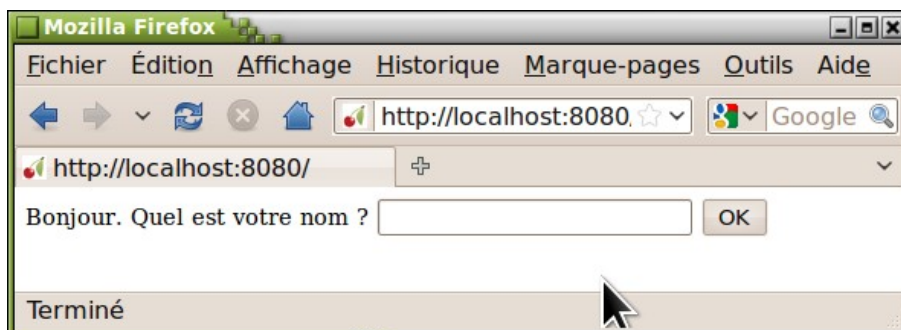 Mozilla Firefox
Fichier Édition Affichage Historique Marque-pages Outils Aide
http://localhost:8080/ Google
http://localhost:8080/
Bonjour. Quel est votre nom ? OK
Terminé